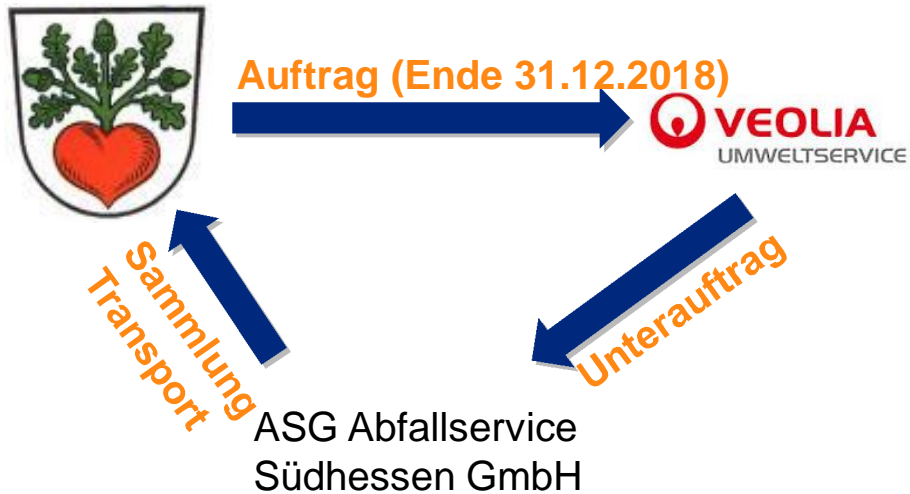 Auftrag (Ende 31.12.2018)
VEOLIA
UMWELTSERVICE
Unterauftrag
Sammlung
Transport
ASG Abfallservice
Südhessen GmbH